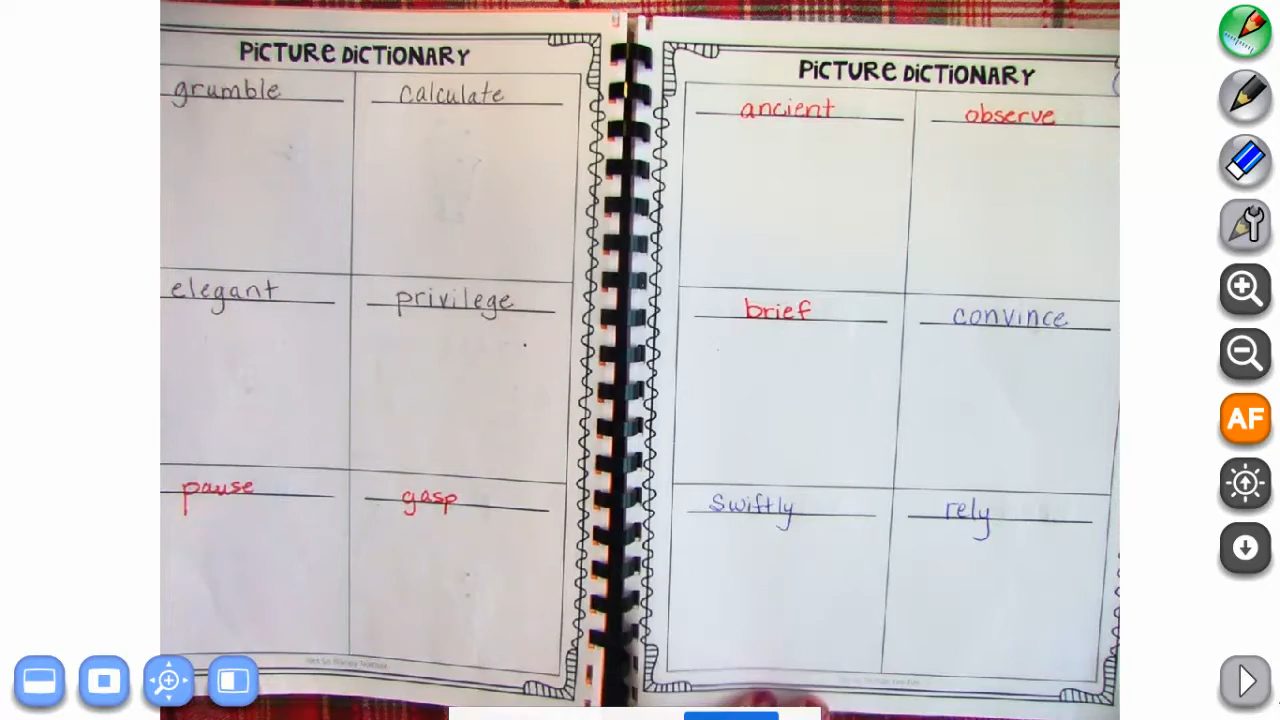 PiCTURE DiCTiONARY
grumble
calculate
elegant
privilege
pause
gasp
PiCTURE DiCTiONARY
ancient
observe
brief
convince
swiftly
rely
AF